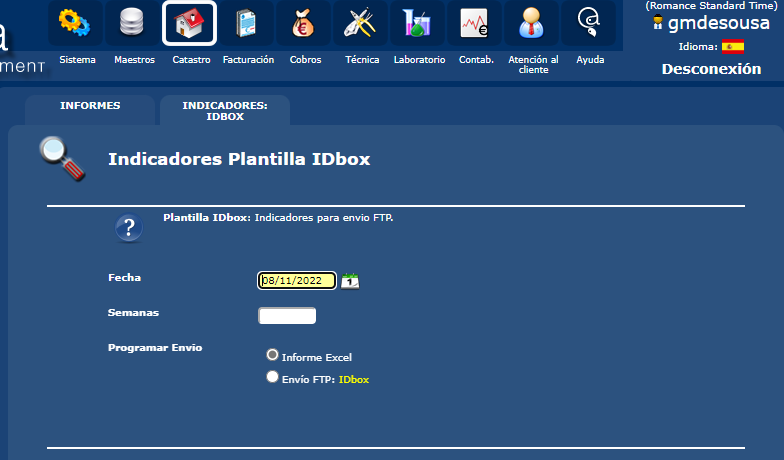 (Romance Standard Time)
gmdesousa
Idioma:
Desconexión
a
ment
Sistema
Maestros
Catastro
Facturación
Cobros
Técnica
Laboratorio
Contab.
Atención al
cliente
Ayuda
INFORMES
INDICADORES:
IDBOX
Indicadores Plantilla IDbox
?
Plantilla IDbox: Indicadores para envio FTP.
Fecha
08/11/2022
1
Semanas
Programar Envio
Informe Excel
Envío FTP: IDbox